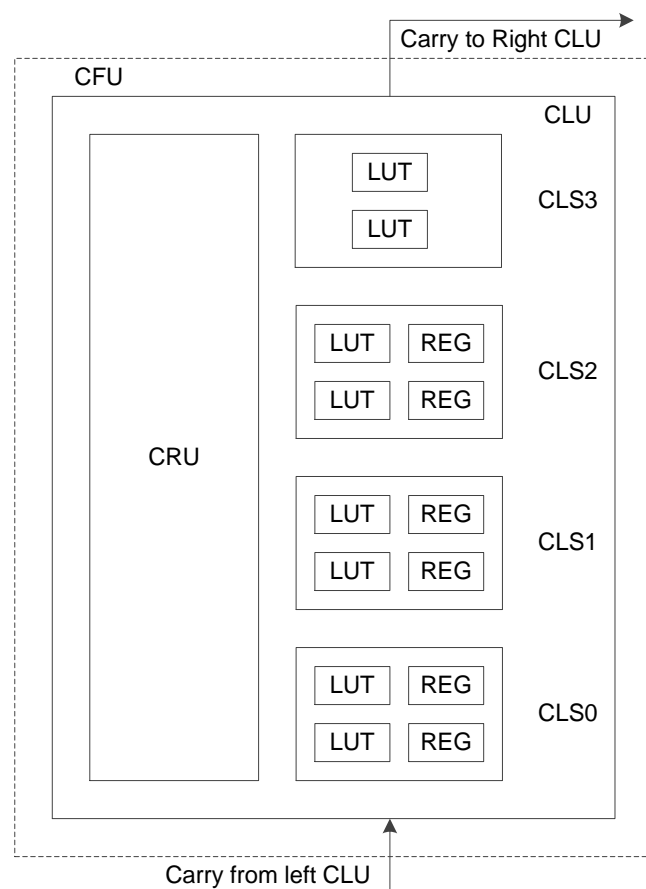 Carry to Right CLU
CFU
CLU
LUT
CLS3
LUT
LUT REG
CLS2
LUT REG
CRU
LUT REG
CLS1
LUT REG
LUT REG
CLS0
LUT REG
Carry from left CLU